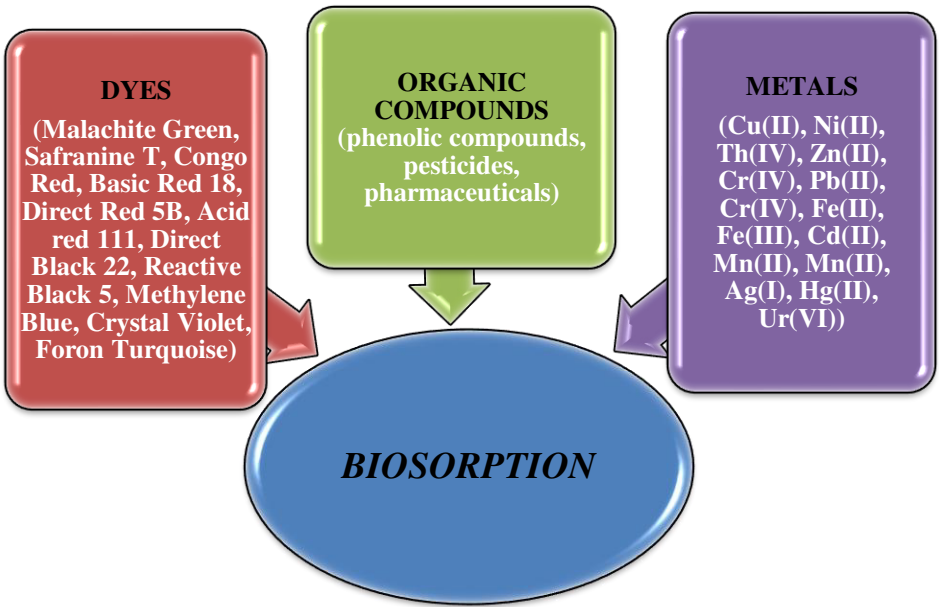 DYES
(Malachite Green,
Safranine T, Congo
Red, Basic Red 18,
Direct Red 5B, Acid
red 111, Direct
Black 22, Reactive
Black 5, Methylene
Blue, Crystal Violet,
Foron Turquoise)
ORGANIC
COMPOUNDS
(phenolic compounds,
pesticides,
pharmaceuticals)
METALS
(Cu(II), Ni(II),
Th(IV), Zn(II),
Cr(IV), Pb(II),
Cr(IV), Fe(II),
Fe(III), Cd(II),
Mn(II), Mn(II),
Ag(I), Hg(II),
Ur(VI))
BIOSORPTION